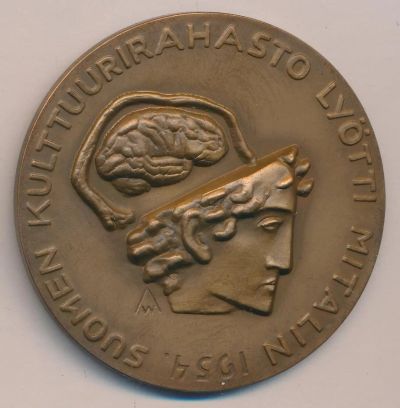 SUOMEN KULTTUURIRAHASTO LYÖTTI MITALIN 1954